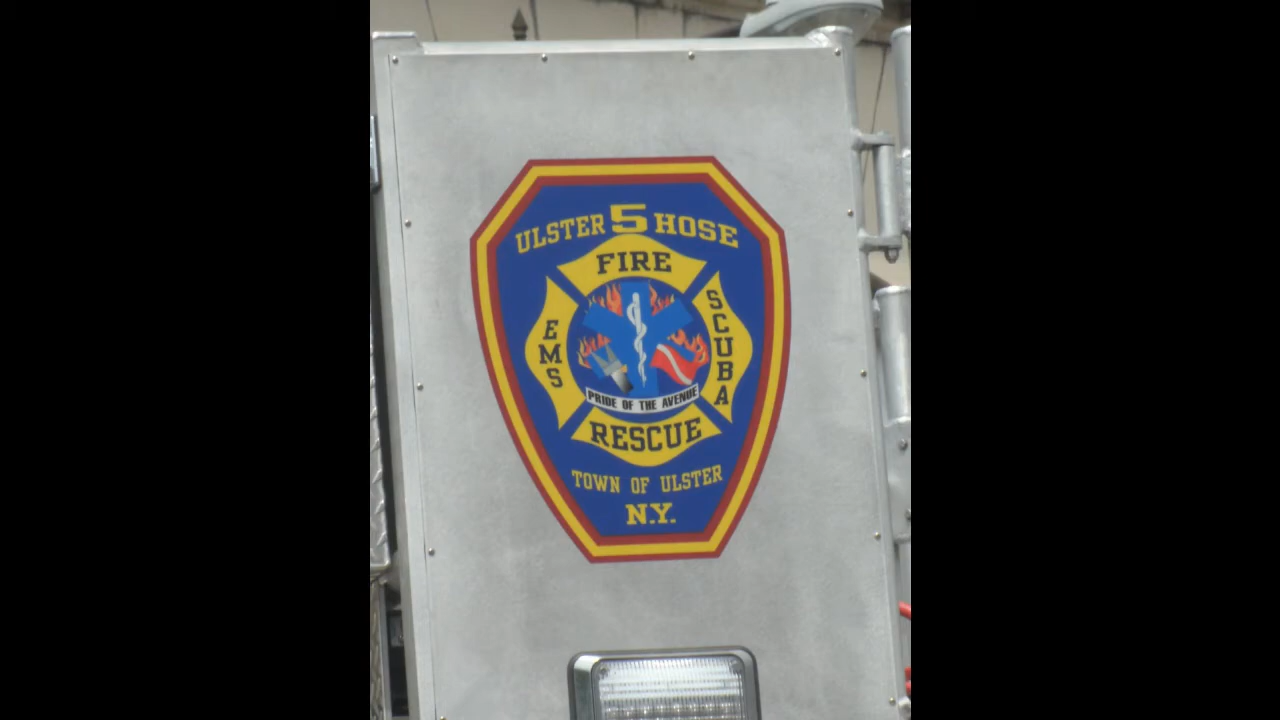 ULSTER 5 HOSE
FIRE
EMS
SCUBA
PRIDE OF THE AVENUE
RESCUE
TOWN OF ULSTER
N.Y.